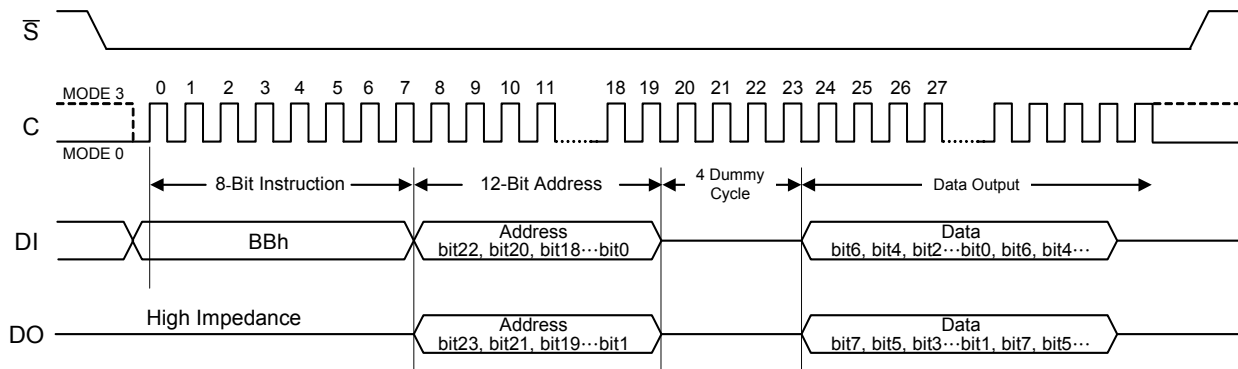 S
MODE 3
0 1 2 3 4 5 6 7 8 9 10 11 18 19 20 21 22 23 24 25 26 27
C
MODE 0
8-Bit Instruction
12-Bit Address
4 Dummy
Cycle
Data Output
DI
BBh
Address
bit22, bit20, bit18…bit0
Data
bit6, bit4, bit2…bit0, bit6, bit4…
DO
High Impedance
Address
bit23, bit21, bit19…bit1
Data
bit7, bit5, bit3…bit1, bit7, bit5…